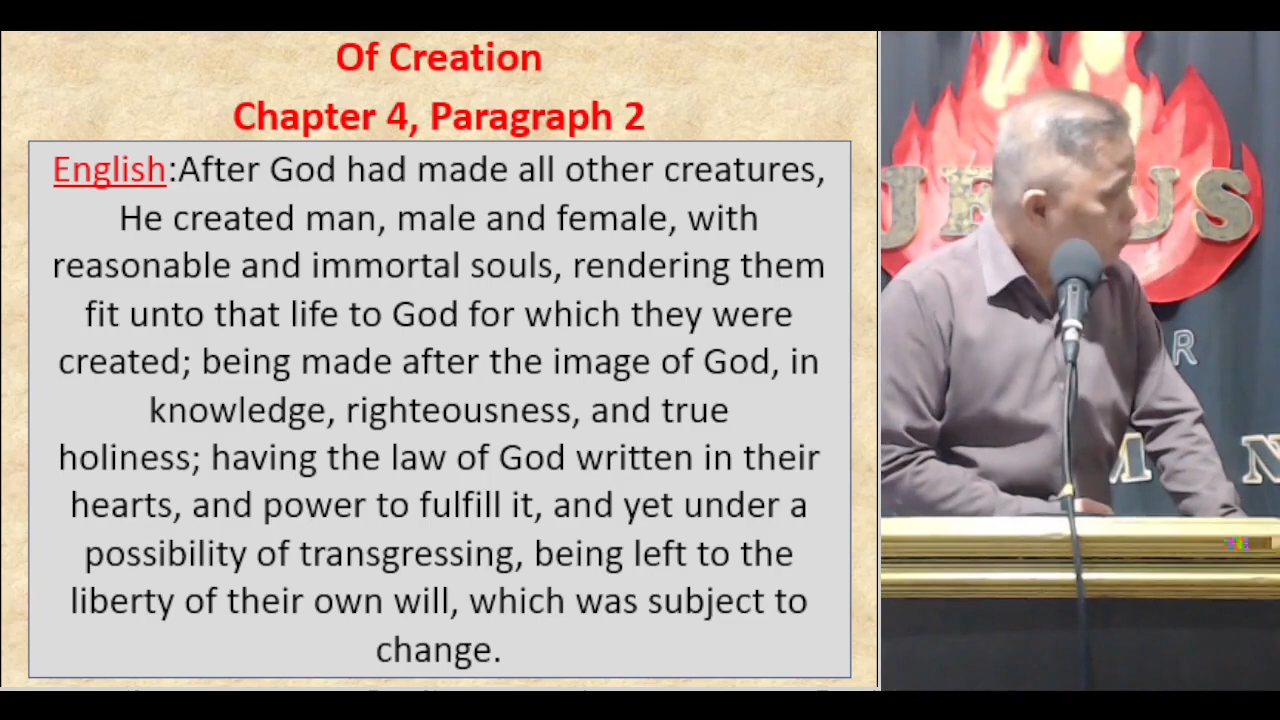 Of Creation
Chapter 4, Paragraph 2
English:After God had made all other creatures,
He created man, male and female, with
reasonable and immortal souls, rendering them
fit unto that life to God for which they were
created; being made after the image of God, in
knowledge, righteousness, and true
holiness; having the law of God written in their
hearts, and power to fulfill it, and yet under a
possibility of transgressing, being left to the
liberty of their own will, which was subject to
change.